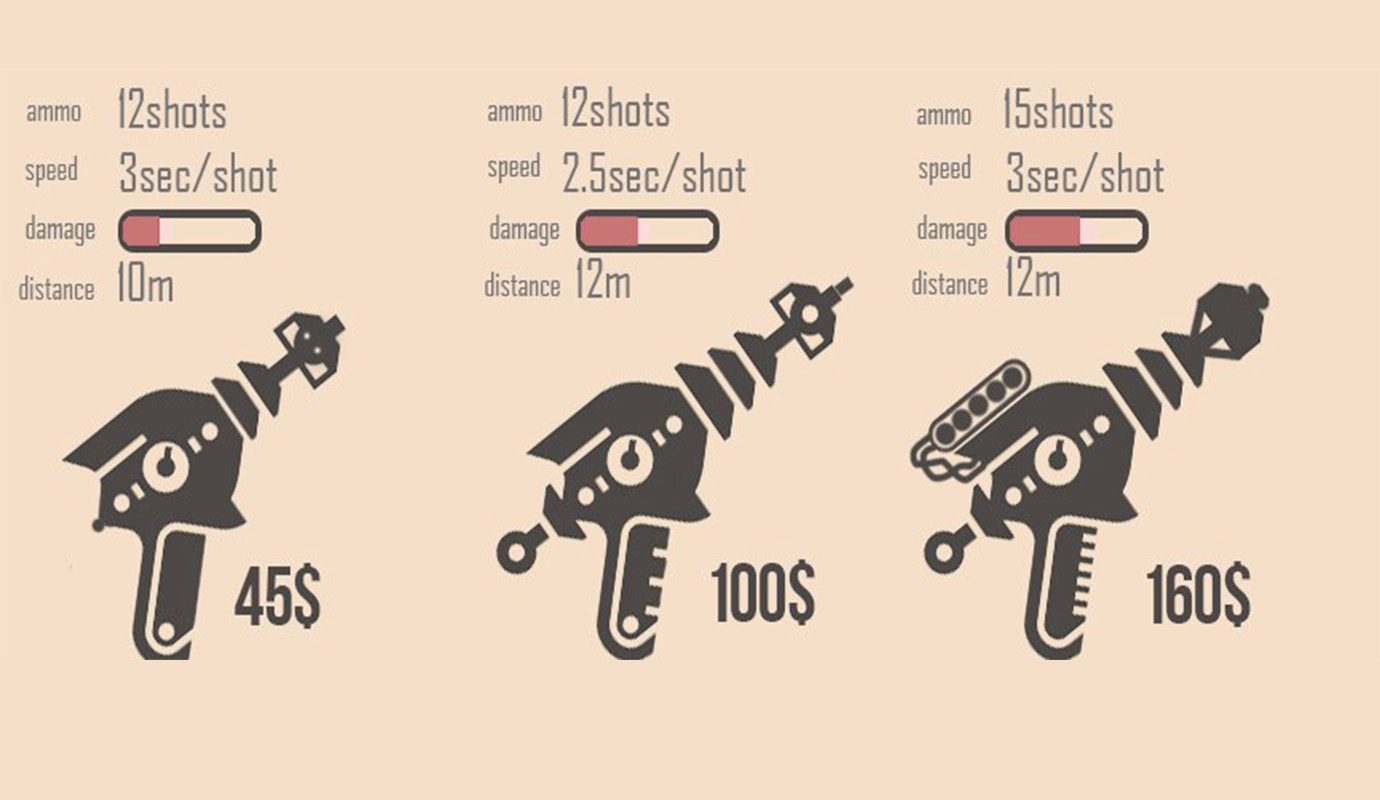 ammo 12shots
speed 3sec/shot
damage
distance 10m
45$
ammo 12shots
speed 2.5sec/shot
damage
distance 12m
100$
ammo 15shots
speed 3sec/shot
damage
distance 12m
160$